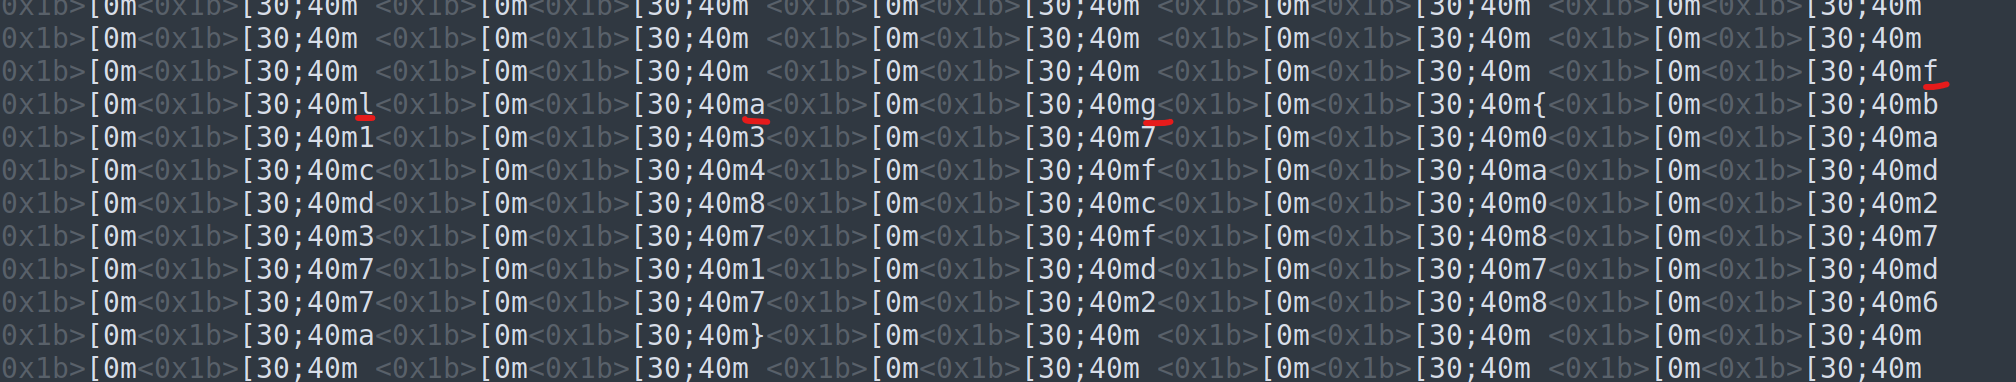 0x1b>[0m<0x1b>[30;40m <0x1b>[0m<0x1b>[30;40m <0x1b>[0m<0x1b>[30;40m <0x1b>[0m<0x1b>[30;40m <0x1b>[0m<0x1b>[30;40m
0x1b>[0m<0x1b>[30;40m <0x1b>[0m<0x1b>[30;40m <0x1b>[0m<0x1b>[30;40m <0x1b>[0m<0x1b>[30;40m <0x1b>[0m<0x1b>[30;40m
0x1b>[0m<0x1b>[30;40m <0x1b>[0m<0x1b>[30;40m <0x1b>[0m<0x1b>[30;40m <0x1b>[0m<0x1b>[30;40m <0x1b>[0m<0x1b>[30;40mf
0x1b>[0m<0x1b>[30;40ml<0x1b>[0m<0x1b>[30;40ma<0x1b>[0m<0x1b>[30;40mg<0x1b>[0m<0x1b>[30;40m{<0x1b>[0m<0x1b>[30;40mb
0x1b>[0m<0x1b>[30;40m1<0x1b>[0m<0x1b>[30;40m3<0x1b>[0m<0x1b>[30;40m7<0x1b>[0m<0x1b>[30;40m0<0x1b>[0m<0x1b>[30;40ma
0x1b>[0m<0x1b>[30;40mc<0x1b>[0m<0x1b>[30;40m4<0x1b>[0m<0x1b>[30;40mf<0x1b>[0m<0x1b>[30;40ma<0x1b>[0m<0x1b>[30;40md
0x1b>[0m<0x1b>[30;40md<0x1b>[0m<0x1b>[30;40m8<0x1b>[0m<0x1b>[30;40mc<0x1b>[0m<0x1b>[30;40m0<0x1b>[0m<0x1b>[30;40m2
0x1b>[0m<0x1b>[30;40m3<0x1b>[0m<0x1b>[30;40m7<0x1b>[0m<0x1b>[30;40mf<0x1b>[0m<0x1b>[30;40m8<0x1b>[0m<0x1b>[30;40m7
0x1b>[0m<0x1b>[30;40m7<0x1b>[0m<0x1b>[30;40m1<0x1b>[0m<0x1b>[30;40md<0x1b>[0m<0x1b>[30;40m7<0x1b>[0m<0x1b>[30;40md
0x1b>[0m<0x1b>[30;40m7<0x1b>[0m<0x1b>[30;40m7<0x1b>[0m<0x1b>[30;40m2<0x1b>[0m<0x1b>[30;40m8<0x1b>[0m<0x1b>[30;40m6
0x1b>[0m<0x1b>[30;40ma<0x1b>[0m<0x1b>[30;40m}<0x1b>[0m<0x1b>[30;40m <0x1b>[0m<0x1b>[30;40m <0x1b>[0m<0x1b>[30;40m
0x1b>[0m<0x1b>[30;40m <0x1b>[0m<0x1b>[30;40m <0x1b>[0m<0x1b>[30;40m <0x1b>[0m<0x1b>[30;40m <0x1b>[0m<0x1b>[30;40m